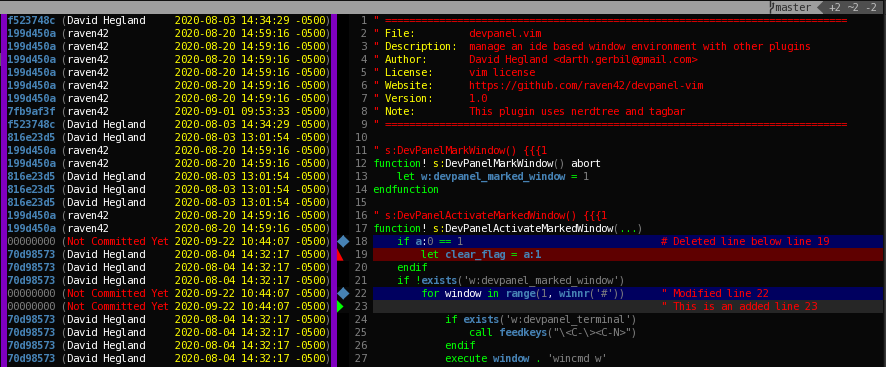 master +2 ~2 -2
f523748c (David Hegland 2020-08-03 14:34:29 -0500) 1 " ========================================================================
199d450a (raven42 2020-08-20 14:59:16 -0500) 2 " File: devpanel.vim
199d450a (raven42 2020-08-20 14:59:16 -0500) 3 " Description: manage an ide based window environment with other plugins
199d450a (raven42 2020-08-20 14:59:16 -0500) 4 " Author: David Hegland <darth.gerbil@gmail.com>
199d450a (raven42 2020-08-20 14:59:16 -0500) 5 " License: vim license
199d450a (raven42 2020-08-20 14:59:16 -0500) 6 " Website: https://github.com/raven42/devpanel-vim
199d450a (raven42 2020-08-20 14:59:16 -0500) 7 " Version: 1.0
7fb9af3f (raven42 2020-09-01 09:53:33 -0500) 8 " Note: This plugin uses nerdtree and tagbar
f523748c (David Hegland 2020-08-03 14:34:29 -0500) 9 " ========================================================================
816e23d5 (David Hegland 2020-08-03 13:01:54 -0500) 10
199d450a (raven42 2020-08-20 14:59:16 -0500) 11 " s:DevPanelMarkWindow() {{{1
199d450a (raven42 2020-08-20 14:59:16 -0500) 12 function! s:DevPanelMarkWindow() abort
816e23d5 (David Hegland 2020-08-03 13:01:54 -0500) 13 let w:devpanel_marked_window = 1
816e23d5 (David Hegland 2020-08-03 13:01:54 -0500) 14 endfunction
816e23d5 (David Hegland 2020-08-03 13:01:54 -0500) 15
199d450a (raven42 2020-08-20 14:59:16 -0500) 16 " s:DevPanelActivateMarkedWindow() {{{1
199d450a (raven42 2020-08-20 14:59:16 -0500) 17 function! s:DevPanelActivateMarkedWindow(...)
00000000 (Not Committed Yet 2020-09-22 10:44:07 -0500) 18 if a:0 == 1 # Deleted line below line 19
70d98573 (David Hegland 2020-08-04 14:32:17 -0500) 19 let clear_flag = a:1
70d98573 (David Hegland 2020-08-04 14:32:17 -0500) 20 endif
70d98573 (David Hegland 2020-08-04 14:32:17 -0500) 21 if !exists('w:devpanel_marked_window')
00000000 (Not Committed Yet 2020-09-22 10:44:07 -0500) 22 for window in range(1, winnr('#')) " Modified line 22
00000000 (Not Committed Yet 2020-09-22 10:44:07 -0500) 23 " This is an added line 23
70d98573 (David Hegland 2020-08-04 14:32:17 -0500) 24 if exists('w:devpanel_terminal')
70d98573 (David Hegland 2020-08-04 14:32:17 -0500) 25 call feedkeys("\<C-\><C-N>")
70d98573 (David Hegland 2020-08-04 14:32:17 -0500) 26 endif
70d98573 (David Hegland 2020-08-04 14:32:17 -0500) 27 execute window . 'wincmd w'